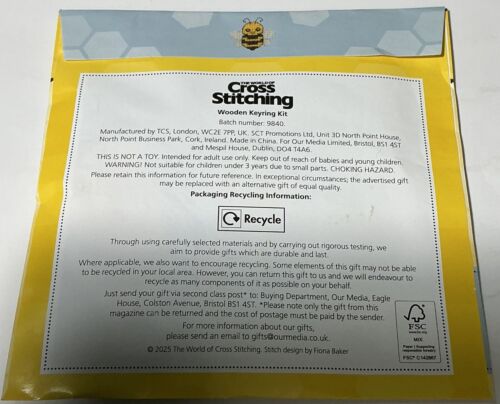 THE WORLD OF
Cross
Stitching
Wooden Keyring Kit
Batch number: 9840.
Manufactured by TCS, London, WC2E 7PP, UK. SCT Promotions Ltd, Unit 3D North Point House,
North Point Business Park, Cork, Ireland. Made in China. For Our Media Limited, Bristol, BS1 4ST
and Mespil House, Dublin, DO4 T4A6.
THIS IS NOT A TOY. Intended for adult use only. Keep out of reach of babies and young children.
WARNING! Not suitable for children under 3 years due to small parts. CHOKING HAZARD.
Please retain this information for future reference. In exceptional circumstances; the advertised gift
may be replaced with an alternative gift of equal quality.
Packaging Recycling Information:
Recycle
Through using carefully selected materials and by carrying out rigorous testing, we
aim to provide gifts which are durable and last.
Where applicable, we also want to encourage recycling. Some elements of this gift may not be able
to be recycled in your local area. However, you can return this gift to us and we will endeavour to
recycle as many components of it as possible on your behalf.
Just send your gift via second class post* to: Buying Department, Our Media, Eagle
House, Colston Avenue, Bristol BS1 4ST. *Please note only the gift from this
magazine can be returned and the cost of postage must be paid by the sender.
For more information about our gifts,
please send an email to gifts@ourmedia.co.uk.
© 2025 The World of Cross Stitching. Stitch design by Fiona Baker
FSC
www.fsc.org
MIX
Paper | Supporting
responsible forestry
FSC® C142867